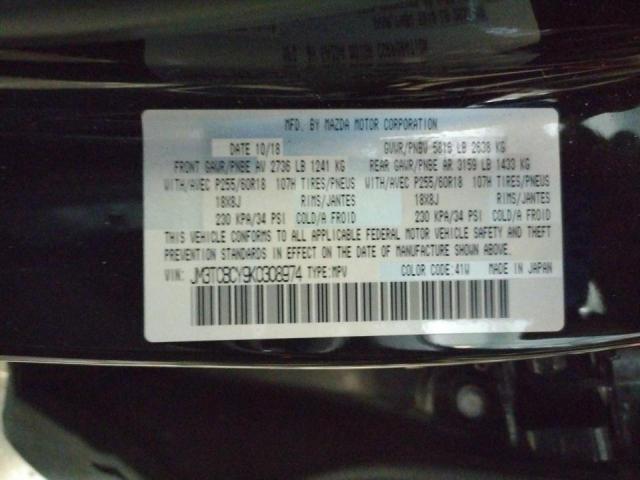 MFD. BY MAZDA MOTOR CORPORATION
DATE 10/18 GVWR/PNBV 5819 LB 2638 KG
FRONT GAWR/PNBE AV 2736 LB 1241 KG REAR GAWR/PNBE AR 3159 LB 1433 KG
WITH/AVEC P255/60R18 107H TIRES/PNEUS WITH/AVEC P255/60R18 107H TIRES/PNEUS
18X8J RIMS/JANTES 18X8J RIMS/JANTES
230 KPA/34 PSI COLD/A FROID 230 KPA/34 PSI COLD/A FROID
THIS VEHICLE CONFORMS TO ALL APPLICABLE FEDERAL MOTOR VEHICLE SAFETY AND THEFT
PREVENTION STANDARDS IN EFFECT ON THE DATE OF MANUFACTURE SHOWN ABOVE.
VIN: JM3TCBCY9K0308974 TYPE:MPV COLOR CODE:41W MADE IN JAPAN